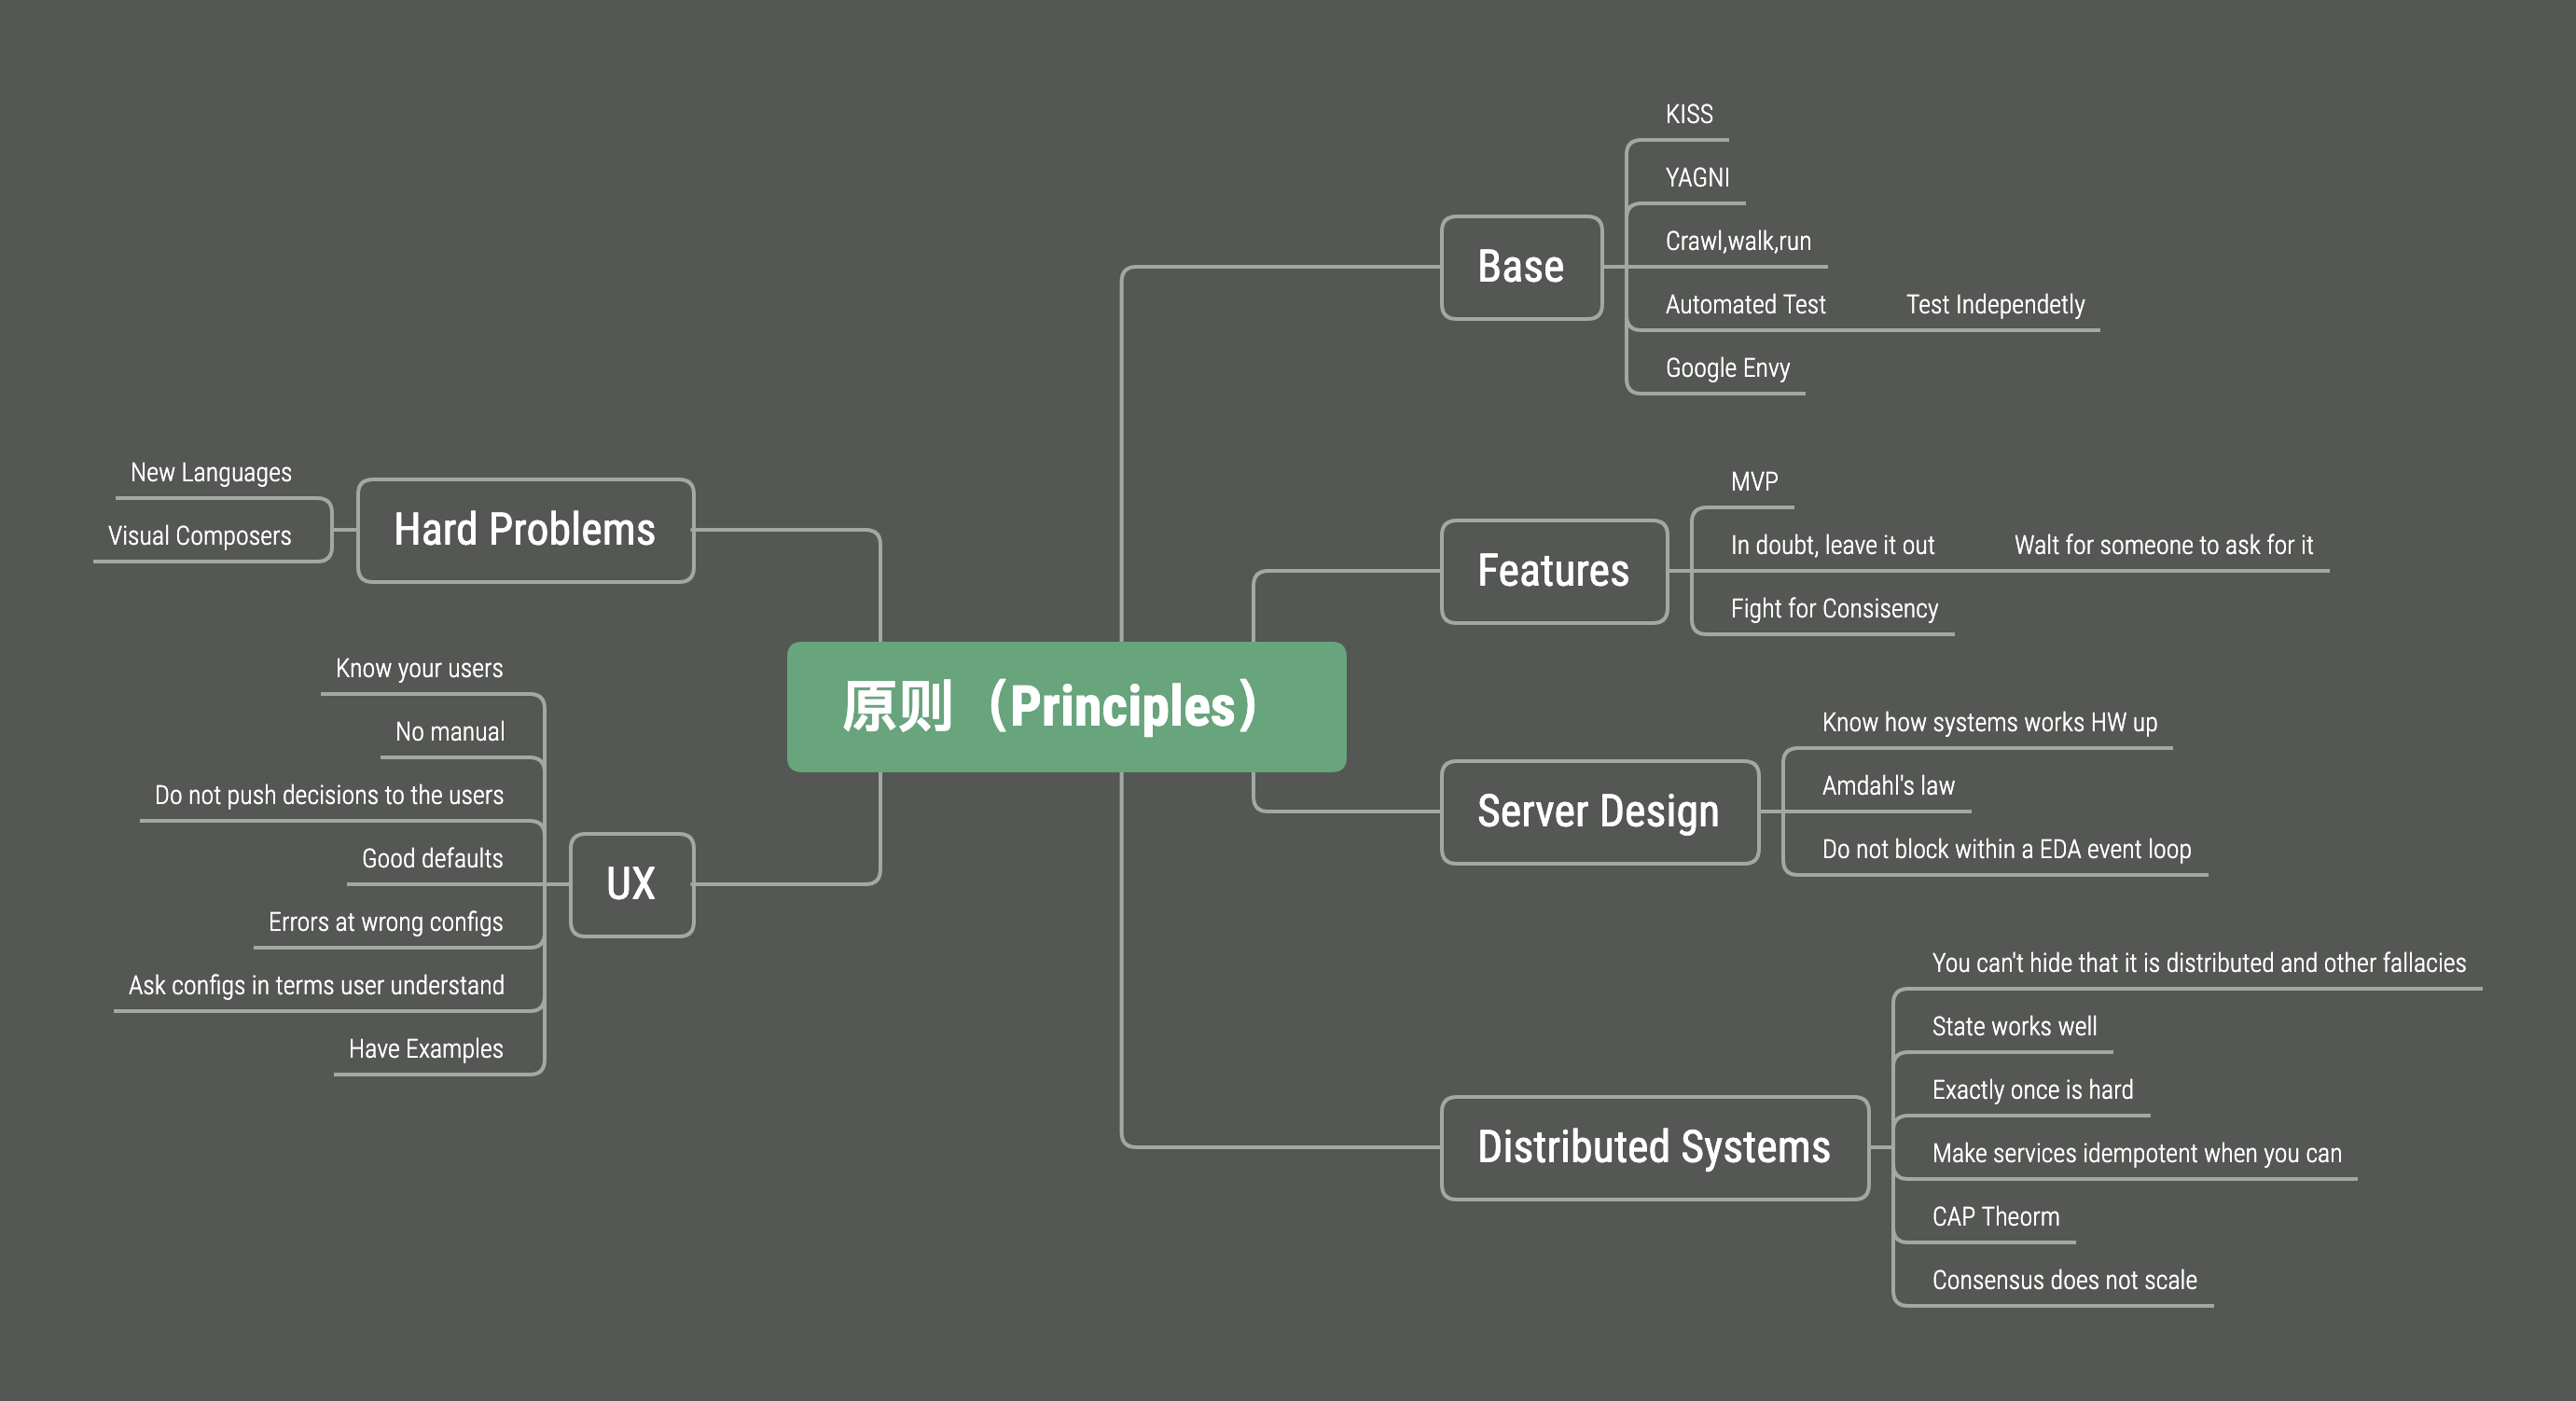 原则（Principles）
Base
KISS
YAGNI
Crawl,walk,run
Automated Test
Test Independetly
Google Envy
Features
MVP
In doubt, leave it out
Walt for someone to ask for it
Fight for Consisency
Server Design
Know how systems works HW up
Amdahl's law
Do not block within a EDA event loop
Distributed Systems
You can't hide that it is distributed and other fallacies
State works well
Exactly once is hard
Make services idempotent when you can
CAP Theorm
Consensus does not scale
Hard Problems
New Languages
Visual Composers
UX
Know your users
No manual
Do not push decisions to the users
Good defaults
Errors at wrong configs
Ask configs in terms user understand
Have Examples